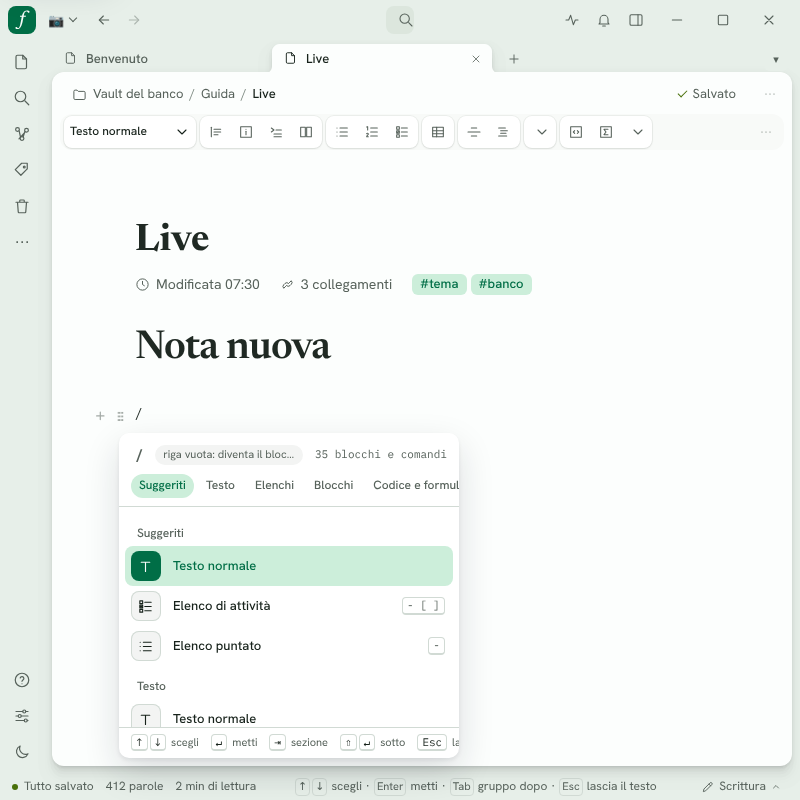 f
Benvenuto
Live
Vault del banco / Guida / Live
Salvato
Testo normale
Live
Modificata 07:30
3 collegamenti
#tema
#banco
Nota nuova
/
/ riga vuota: diventa il bloc… 35 blocchi e comandi
Suggeriti Testo Elenchi Blocchi Codice e formul
Suggeriti
T Testo normale
Elenco di attività - [ ]
Elenco puntato -
Testo
T Testo normale
↑ ↓ scegli ↵ metti ⇥ sezione ⇧ ↵ sotto Esc la
Tutto salvato 412 parole 2 min di lettura ↑ ↓ scegli · Enter metti · Tab gruppo dopo · Esc lascia il testo Scrittura